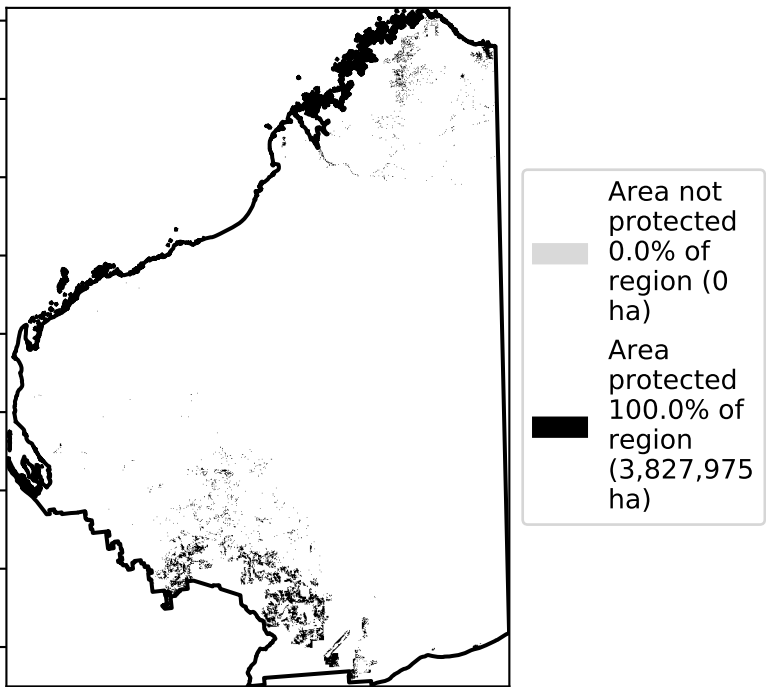 Area not
protected
0.0% of
region (0
ha)
Area
protected
100.0% of
region
(3,827,975
ha)